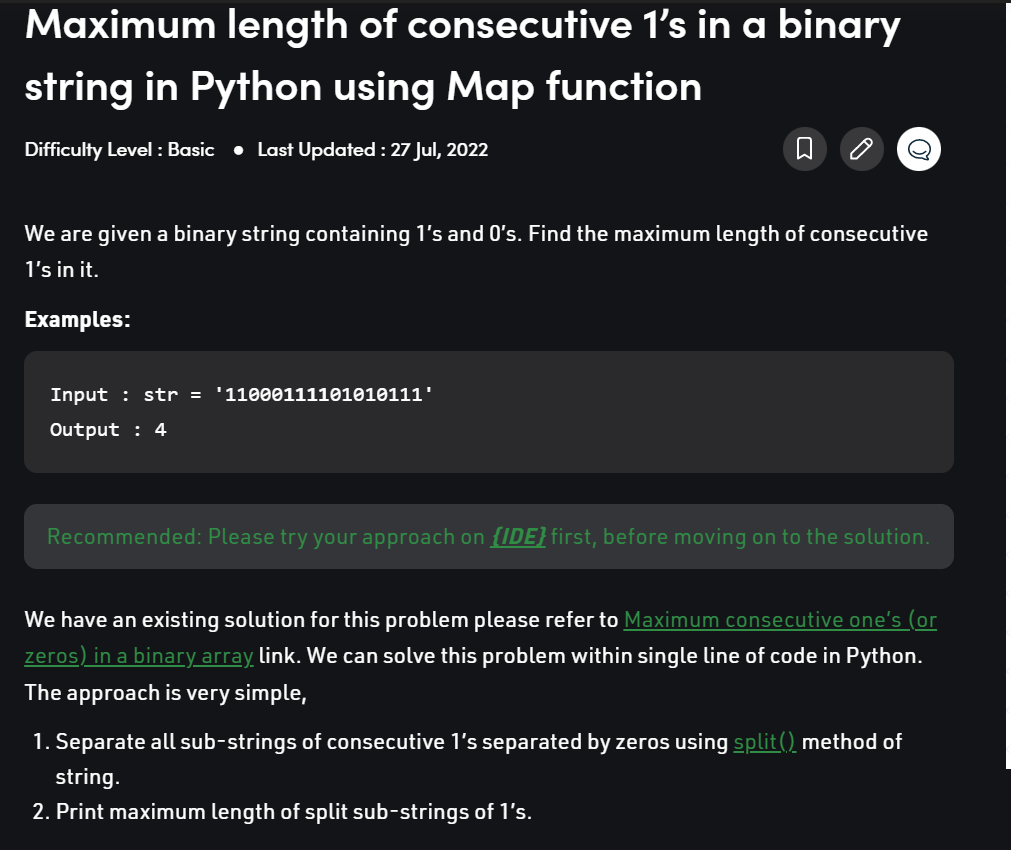 Maximum length of consecutive 1’s in a binary
string in Python using Map function
Difficulty Level : Basic ● Last Updated : 27 Jul, 2022
We are given a binary string containing 1’s and 0’s. Find the maximum length of consecutive
1’s in it.
Examples:
Input : str = '11000111101010111'
Output : 4
Recommended: Please try your approach on {IDE} first, before moving on to the solution.
We have an existing solution for this problem please refer to Maximum consecutive one’s (or
zeros) in a binary array link. We can solve this problem within single line of code in Python.
The approach is very simple,
1. Separate all sub-strings of consecutive 1’s separated by zeros using split() method of
string.
2. Print maximum length of split sub-strings of 1’s.